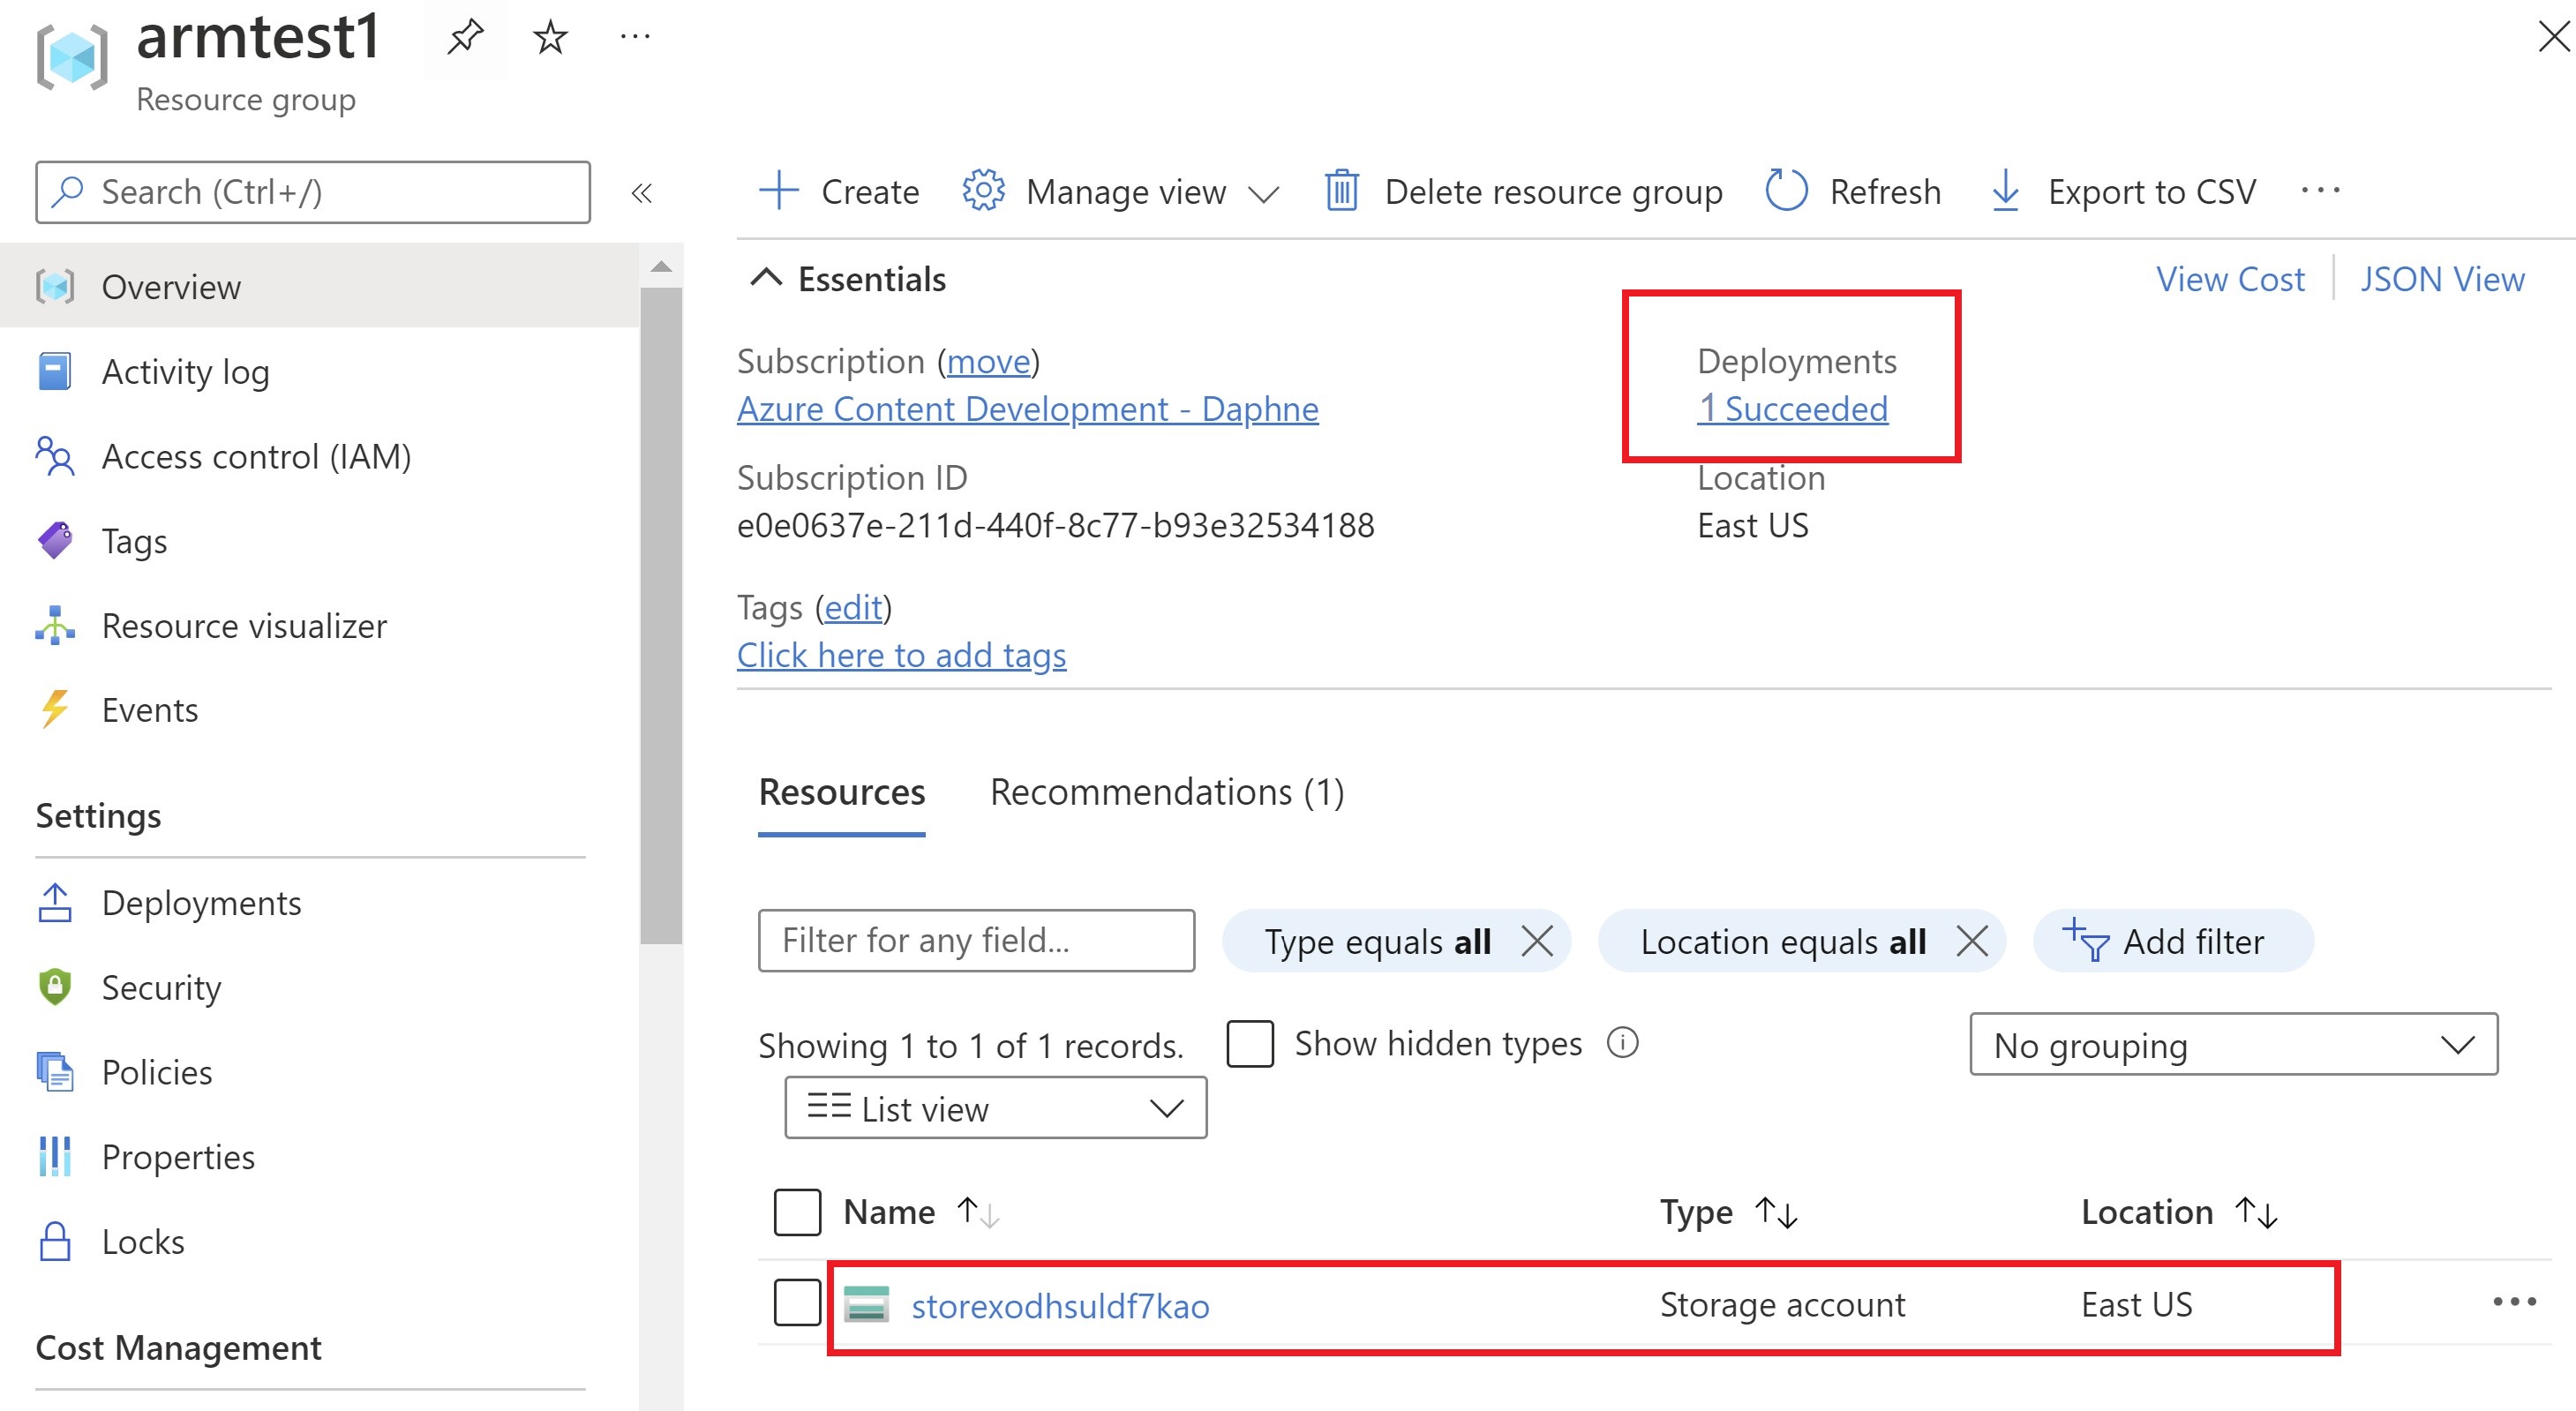 armtest1
Resource group
Search (Ctrl+/)
Overview
Activity log
Access control (IAM)
Tags
Resource visualizer
Events
Settings
Deployments
Security
Policies
Properties
Locks
Cost Management
Create
Manage view
Delete resource group
Refresh
Export to CSV
Essentials
View Cost
JSON View
Subscription (move)
Azure Content Development - Daphne
Subscription ID
e0e0637e-211d-440f-8c77-b93e32534188
Deployments
1 Succeeded
Location
East US
Tags (edit)
Click here to add tags
Resources
Recommendations (1)
Filter for any field...
Type equals all
Location equals all
Add filter
Showing 1 to 1 of 1 records.
Show hidden types
No grouping
List view
Name
Type
Location
storexodhsuldf7kao
Storage account
East US